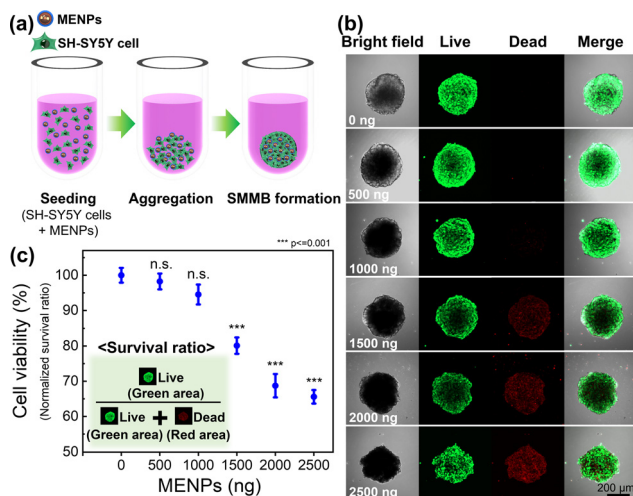 (a)
MENPs
SH-SY5Y cell
Seeding
(SH-SY5Y cells
+ MENPs)
Aggregation
SMMB formation
(b)
Bright field
Live
Dead
Merge
0 ng
500 ng
1000 ng
1500 ng
2000 ng
2500 ng
200 µm
(c)
*** p<=0.001
Cell viability (%)
(Normalized survival ratio)
100
90
80
70
60
50
n.s.
n.s.
***
***
***
<Survival ratio>
Live
(Green area)
Live
+
Dead
(Green area)
(Red area)
0
500
1000
1500
2000
2500
MENPs (ng)